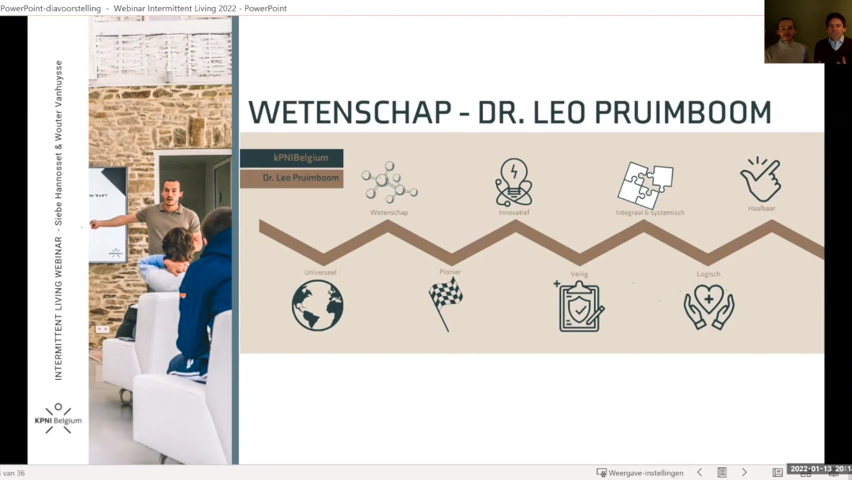 PowerPoint-diavoorstelling - Webinar Intermittent Living 2022 - PowerPoint
INTERMITTENT LIVING WEBINAR - Siebe Hannosset & Wouter Vanhuysse
WETENSCHAP - DR. LEO PRUIMBOOM
kPNIBelgium
Dr. Leo Pruimboom
Wetenschap
Innovatief
Integraal & systemisch
Haalbaar
Universeel
Pionier
Veilig
Logisch
KPNI Belgium
van 36
Weergave-instellingen
2022-01-13 20:1